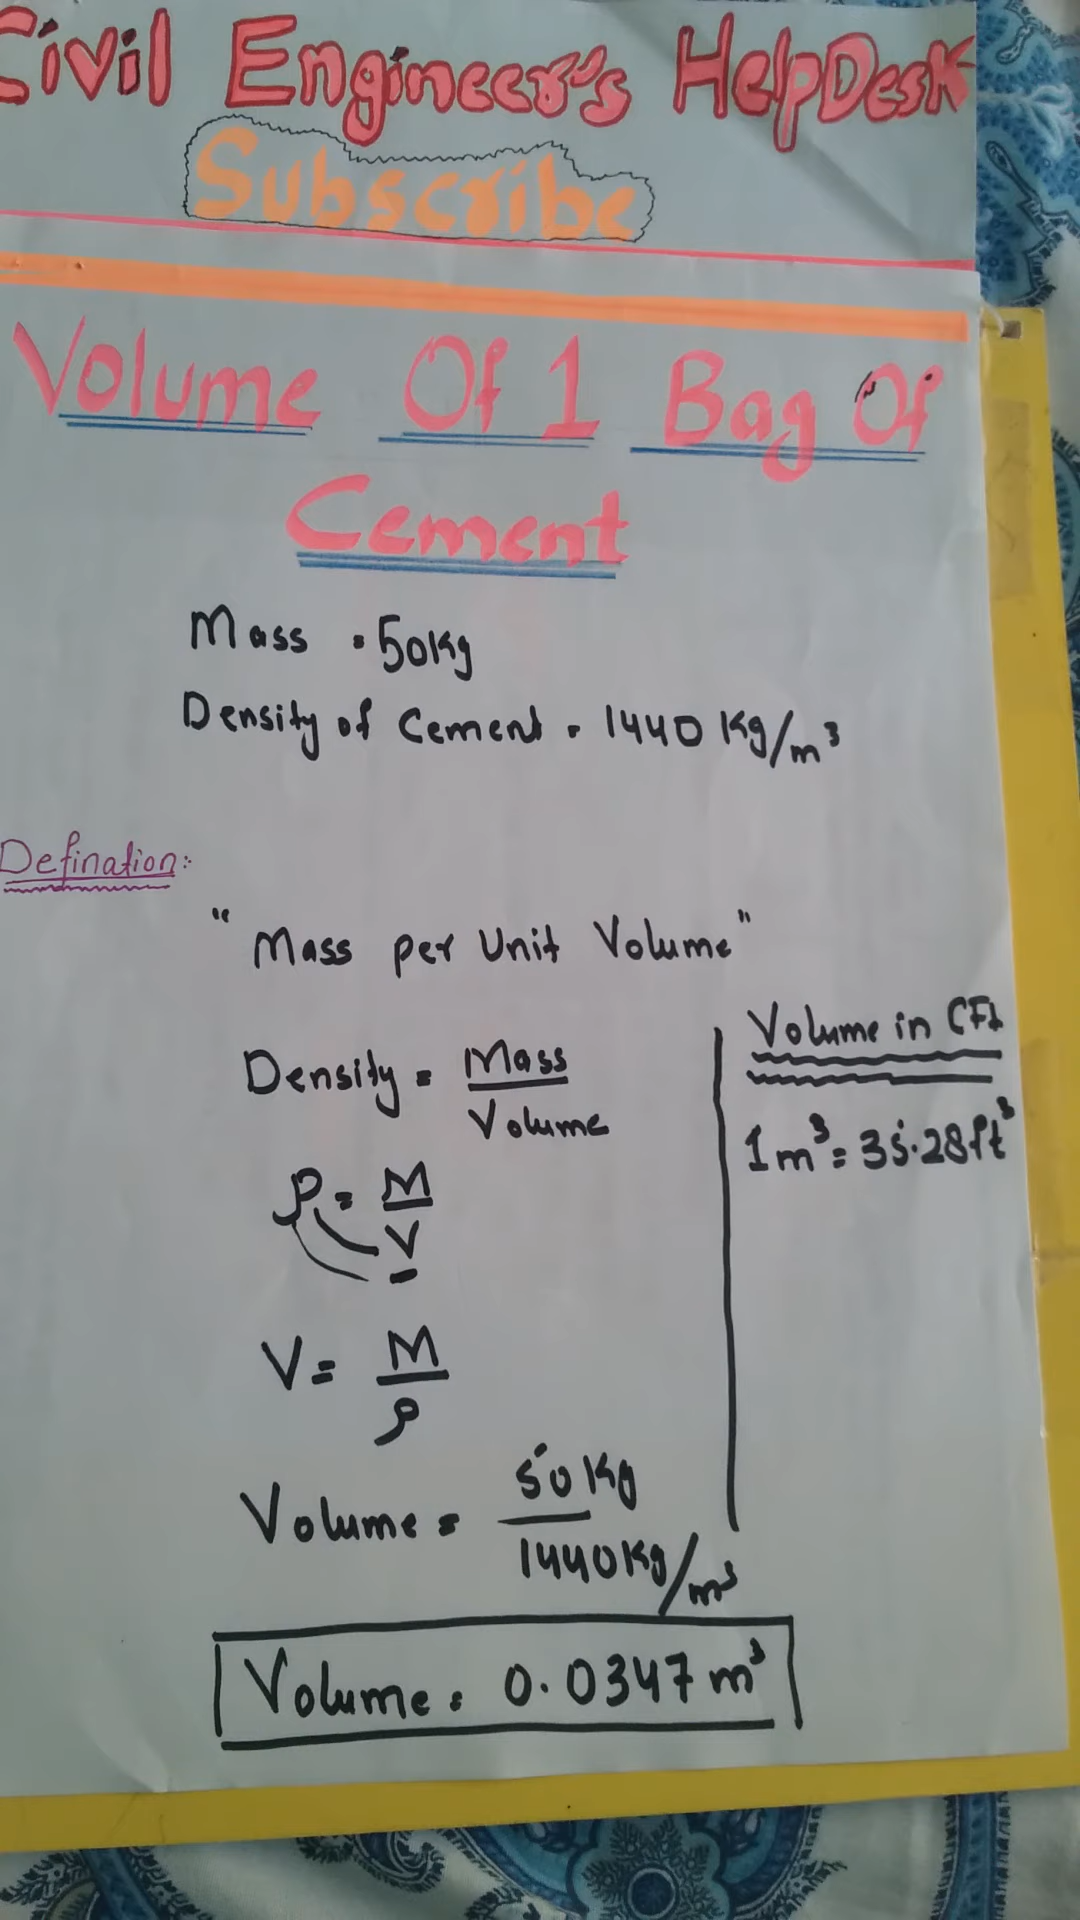 Civil Engineer's HelpDesk
Subscribe
Volume Of 1 Bag Of
Cement
Mass = 50Kg
Density of Cement = 1440 Kg/m³
Defination:
"Mass per Unit Volume"
Density = Mass
Volume
ρ = M
V
V = M
ρ
Volume = 50 Kg
1440 Kg/m³
Volume = 0.0347 m³
Volume in CFt
1m³ = 35.28ft³